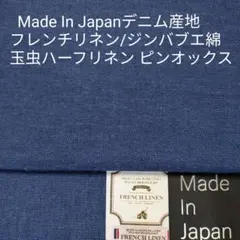 Made In Japanデニム産地
フレンチリネン/ジンバブエ綿
玉虫ハーフリネン ピンオックス
FRENCH LINEN
FRENCH LINEN
Made
In
Japan